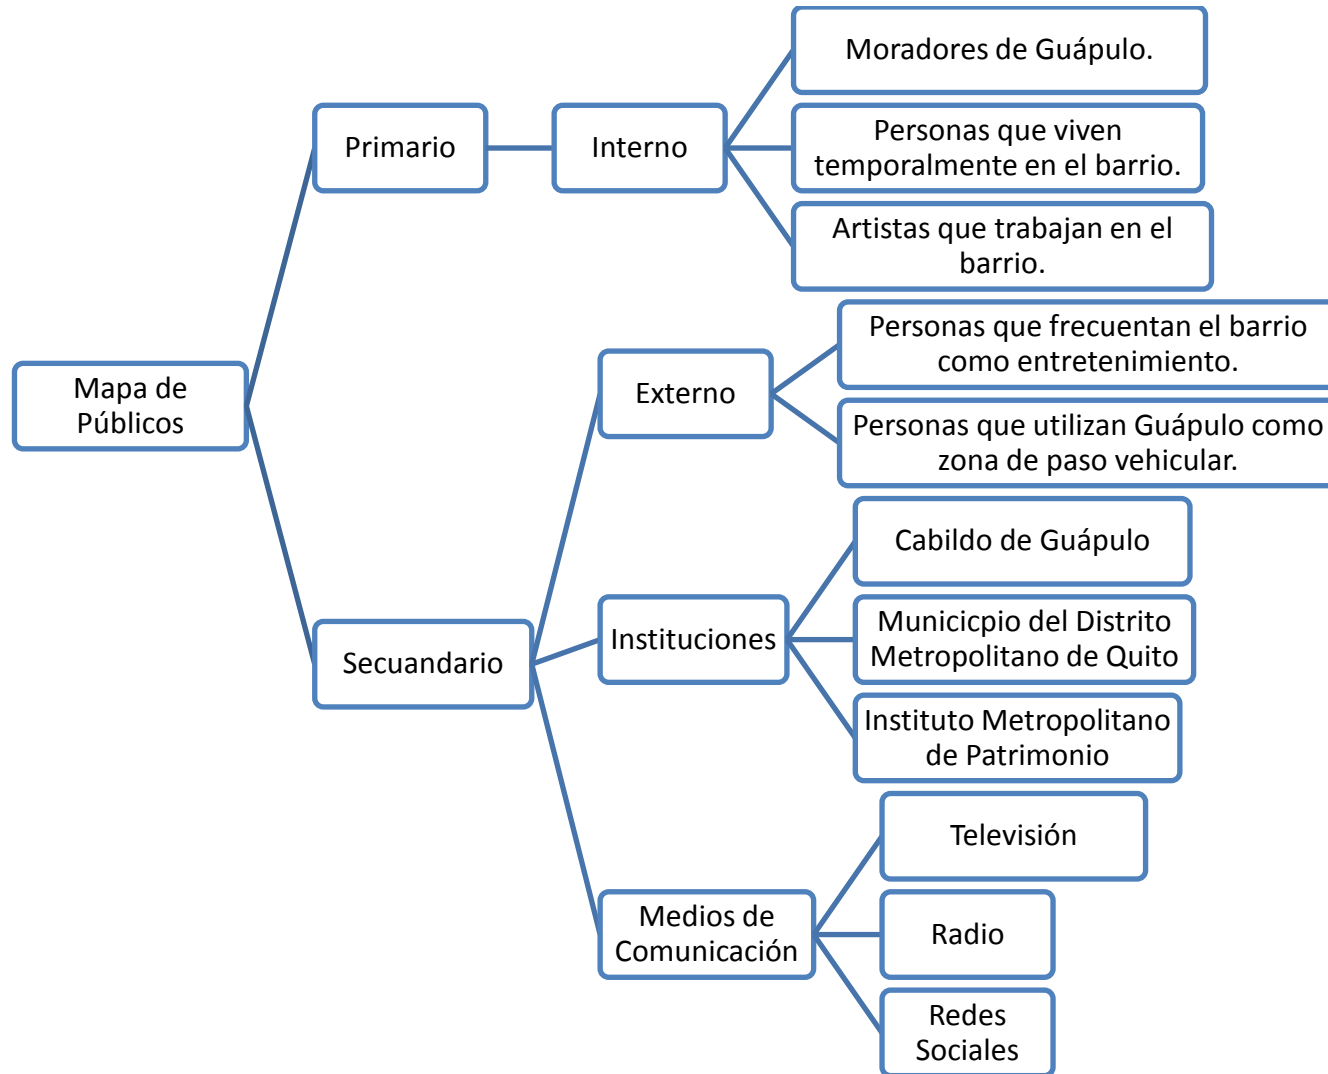 Mapa de
Públicos
Primario
Interno
Moradores de Guápulo.
Personas que viven
temporalmente en el barrio.
Artistas que trabajan en el
barrio.
Secuandario
Externo
Personas que frecuentan el barrio
como entretenimiento.
Personas que utilizan Guápulo como
zona de paso vehicular.
Instituciones
Cabildo de Guápulo
Municicpio del Distrito
Metropolitano de Quito
Instituto Metropolitano
de Patrimonio
Medios de
Comunicación
Televisión
Radio
Redes
Sociales